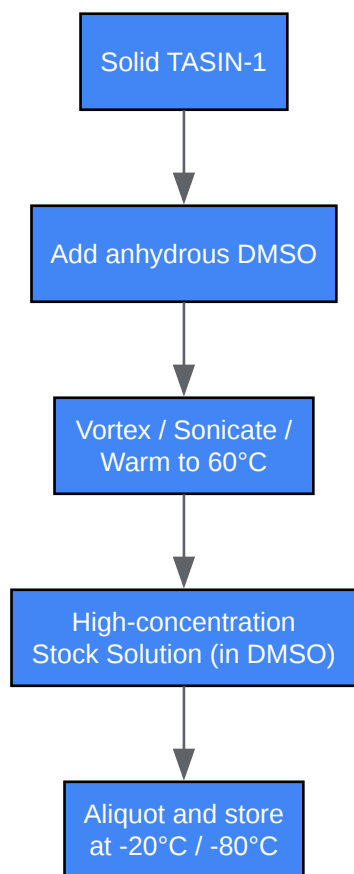 Solid TASIN-1
Add anhydrous DMSO
Vortex / Sonicate /
Warm to 60°C
High-concentration
Stock Solution (in DMSO)
Aliquot and store
at -20°C / -80°C